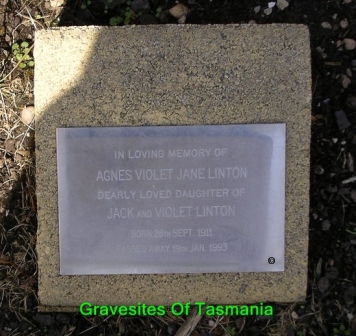 IN LOVING MEMORY OF
AGNES VIOLET JANE LINTON
DEARLY LOVED DAUGHTER OF
JACK AND VIOLET LINTON
BORN SEPT. 1911
PASSED AWAY 19TH JAN. 1993
Gravesites Of Tasmania